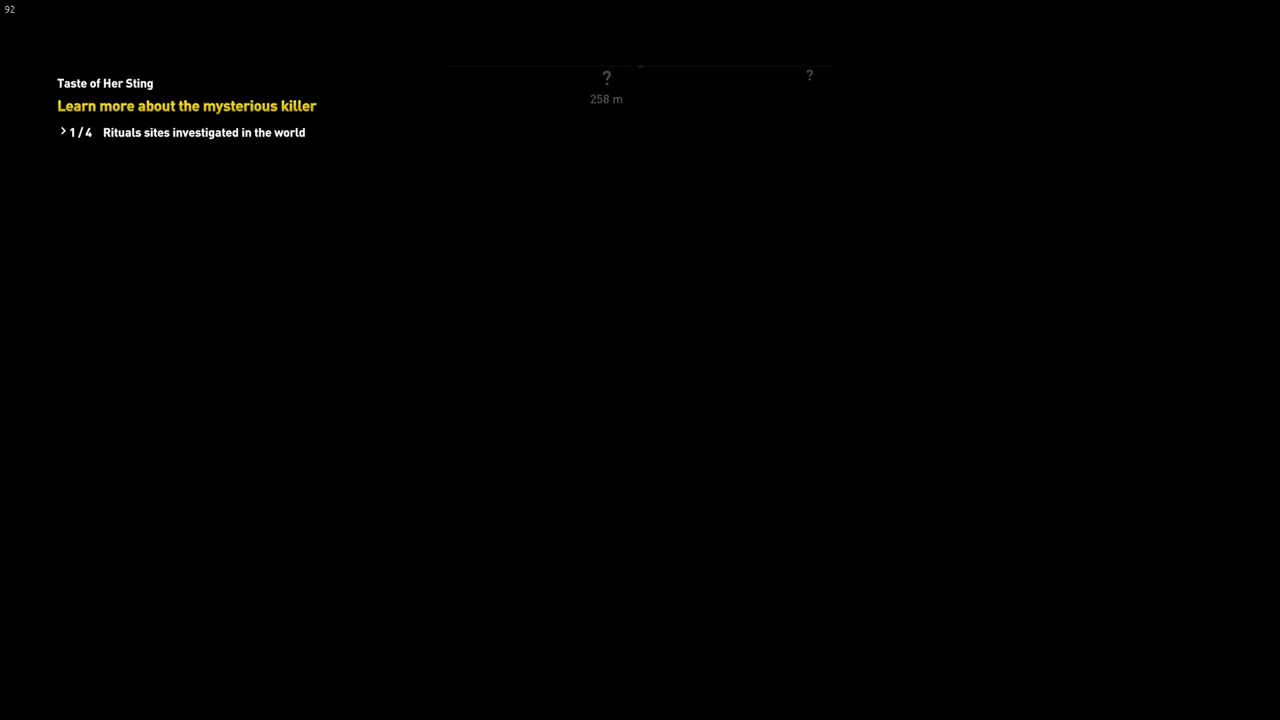 92
Taste of Her Sting
Learn more about the mysterious killer
> 1 / 4 Rituals sites investigated in the world
? ?
258 m